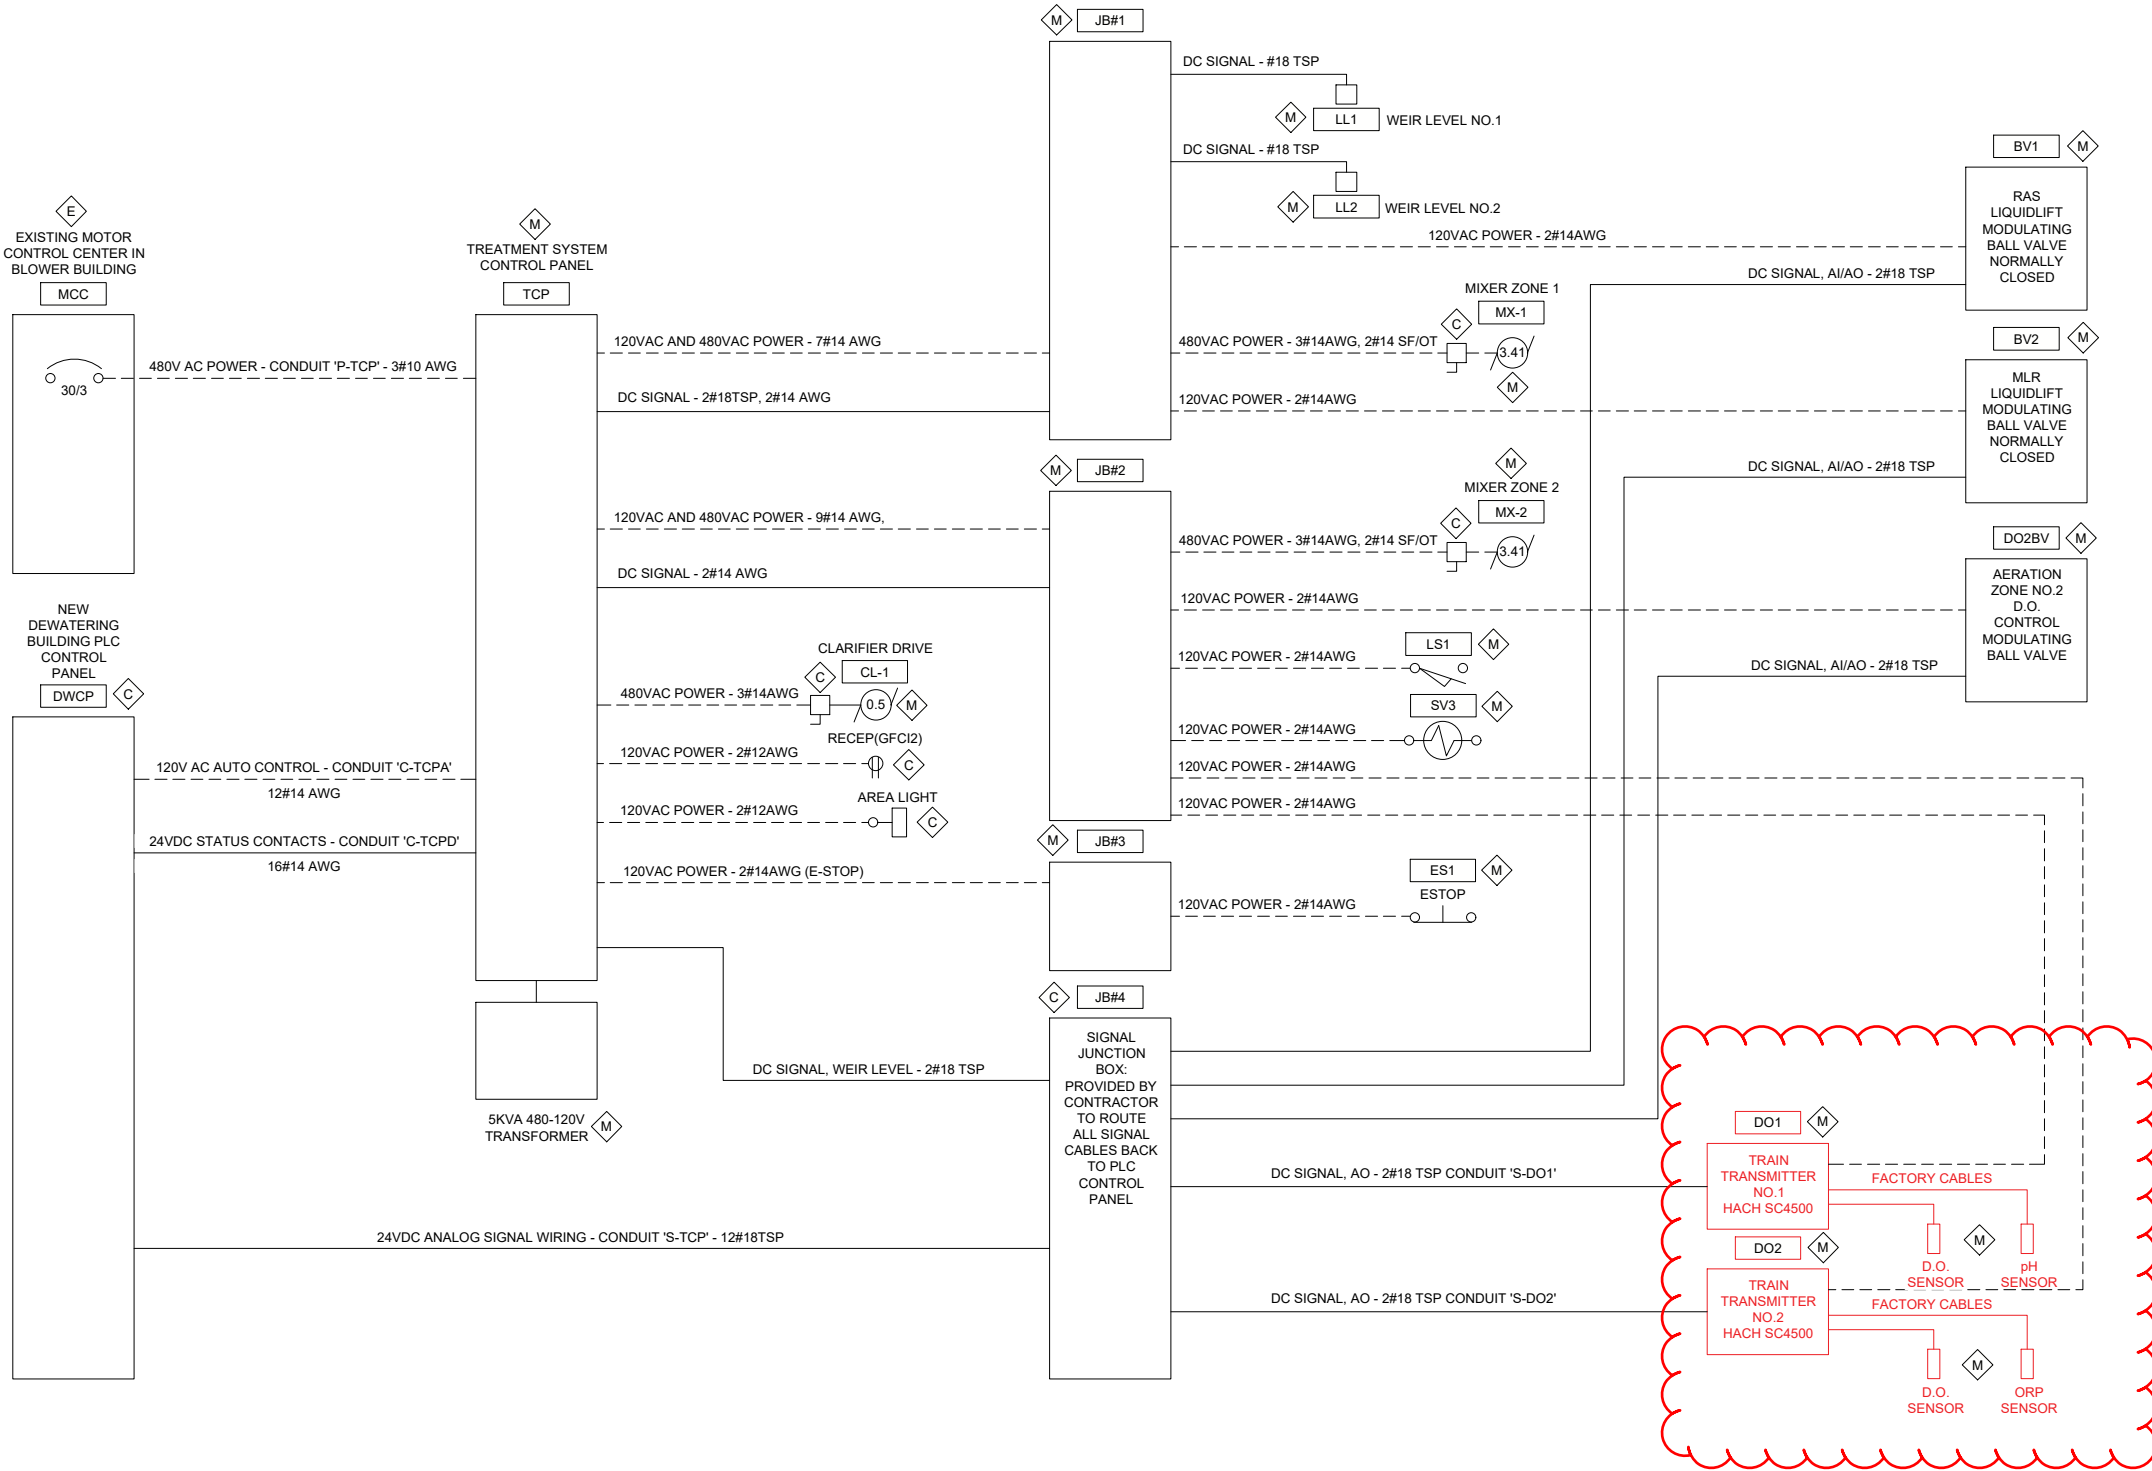 E
EXISTING MOTOR
CONTROL CENTER IN
BLOWER BUILDING
MCC
30/3
480V AC POWER - CONDUIT 'P-TCP' - 3#10 AWG
NEW
DEWATERING
BUILDING PLC
CONTROL
PANEL
DWCP
C
120V AC AUTO CONTROL - CONDUIT 'C-TCPA'
12#14 AWG
24VDC STATUS CONTACTS - CONDUIT 'C-TCPD'
16#14 AWG
24VDC ANALOG SIGNAL WIRING - CONDUIT 'S-TCP' - 12#18TSP
M
TREATMENT SYSTEM
CONTROL PANEL
TCP
120VAC AND 480VAC POWER - 7#14 AWG
DC SIGNAL - 2#18TSP, 2#14 AWG
120VAC AND 480VAC POWER - 9#14 AWG,
DC SIGNAL - 2#14 AWG
CLARIFIER DRIVE
C
CL-1
480VAC POWER - 3#14AWG
0.5
M
RECEP(GFCI2)
120VAC POWER - 2#12AWG
C
AREA LIGHT
120VAC POWER - 2#12AWG
C
120VAC POWER - 2#14AWG (E-STOP)
DC SIGNAL, WEIR LEVEL - 2#18 TSP
5KVA 480-120V
TRANSFORMER
M
M
JB#1
DC SIGNAL - #18 TSP
M
LL1
WEIR LEVEL NO.1
DC SIGNAL - #18 TSP
M
LL2
WEIR LEVEL NO.2
120VAC POWER - 2#14AWG
DC SIGNAL, AI/AO - 2#18 TSP
MIXER ZONE 1
MX-1
C
480VAC POWER - 3#14AWG, 2#14 SF/OT
3.41
M
120VAC POWER - 2#14AWG
DC SIGNAL, AI/AO - 2#18 TSP
M
JB#2
M
MIXER ZONE 2
MX-2
C
480VAC POWER - 3#14AWG, 2#14 SF/OT
3.41
120VAC POWER - 2#14AWG
LS1
M
120VAC POWER - 2#14AWG
DC SIGNAL, AI/AO - 2#18 TSP
SV3
M
120VAC POWER - 2#14AWG
120VAC POWER - 2#14AWG
120VAC POWER - 2#14AWG
M
JB#3
ES1
M
ESTOP
120VAC POWER - 2#14AWG
C
JB#4
SIGNAL
JUNCTION
BOX:
PROVIDED BY
CONTRACTOR
TO ROUTE
ALL SIGNAL
CABLES BACK
TO PLC
CONTROL
PANEL
DC SIGNAL, AO - 2#18 TSP CONDUIT 'S-DO1'
DC SIGNAL, AO - 2#18 TSP CONDUIT 'S-DO2'
BV1
M
RAS
LIQUIDLIFT
MODULATING
BALL VALVE
NORMALLY
CLOSED
BV2
M
MLR
LIQUIDLIFT
MODULATING
BALL VALVE
NORMALLY
CLOSED
DO2BV
M
AERATION
ZONE NO.2
D.O.
CONTROL
MODULATING
BALL VALVE
DO1
M
TRAIN
TRANSMITTER
NO.1
HACH SC4500
FACTORY CABLES
M
D.O.
SENSOR
pH
SENSOR
DO2
M
TRAIN
TRANSMITTER
NO.2
HACH SC4500
FACTORY CABLES
M
D.O.
SENSOR
ORP
SENSOR